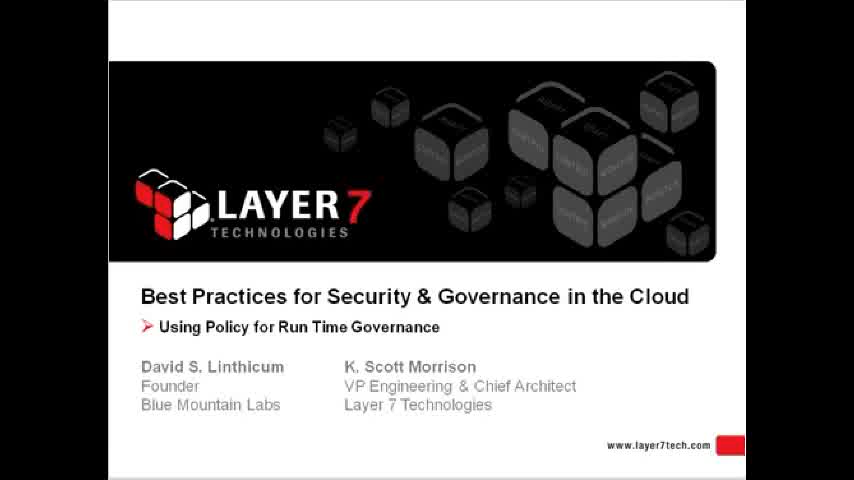 LAYER 7
TECHNOLOGIES
Best Practices for Security & Governance in the Cloud
Using Policy for Run Time Governance
David S. Linthicum
Founder
Blue Mountain Labs
K. Scott Morrison
VP Engineering & Chief Architect
Layer 7 Technologies
www.layer7tech.com